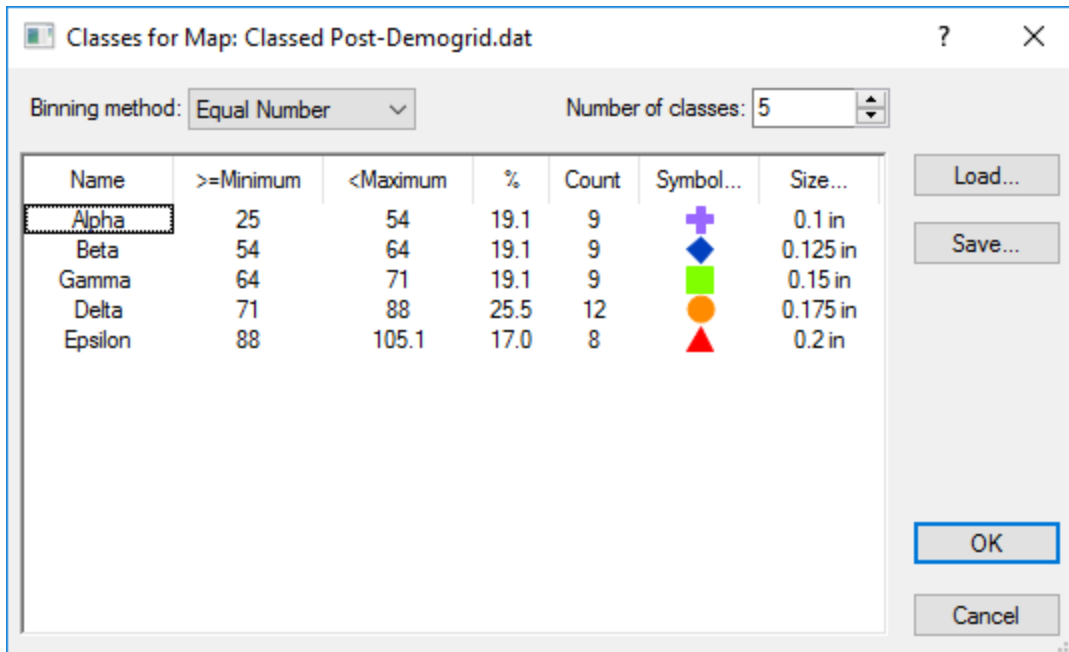 Classes for Map: Classed Post-Demogrid.dat ?
Binning method: Equal Number Number of classes: 5
Name >=Minimum <Maximum % Count Symbol... Size... Load...
Alpha 25 54 19.1 9 0.1 in
Beta 54 64 19.1 9 0.125 in Save...
Gamma 64 71 19.1 9 0.15 in
Delta 71 88 25.5 12 0.175 in
Epsilon 88 105.1 17.0 8 0.2 in
OK
Cancel